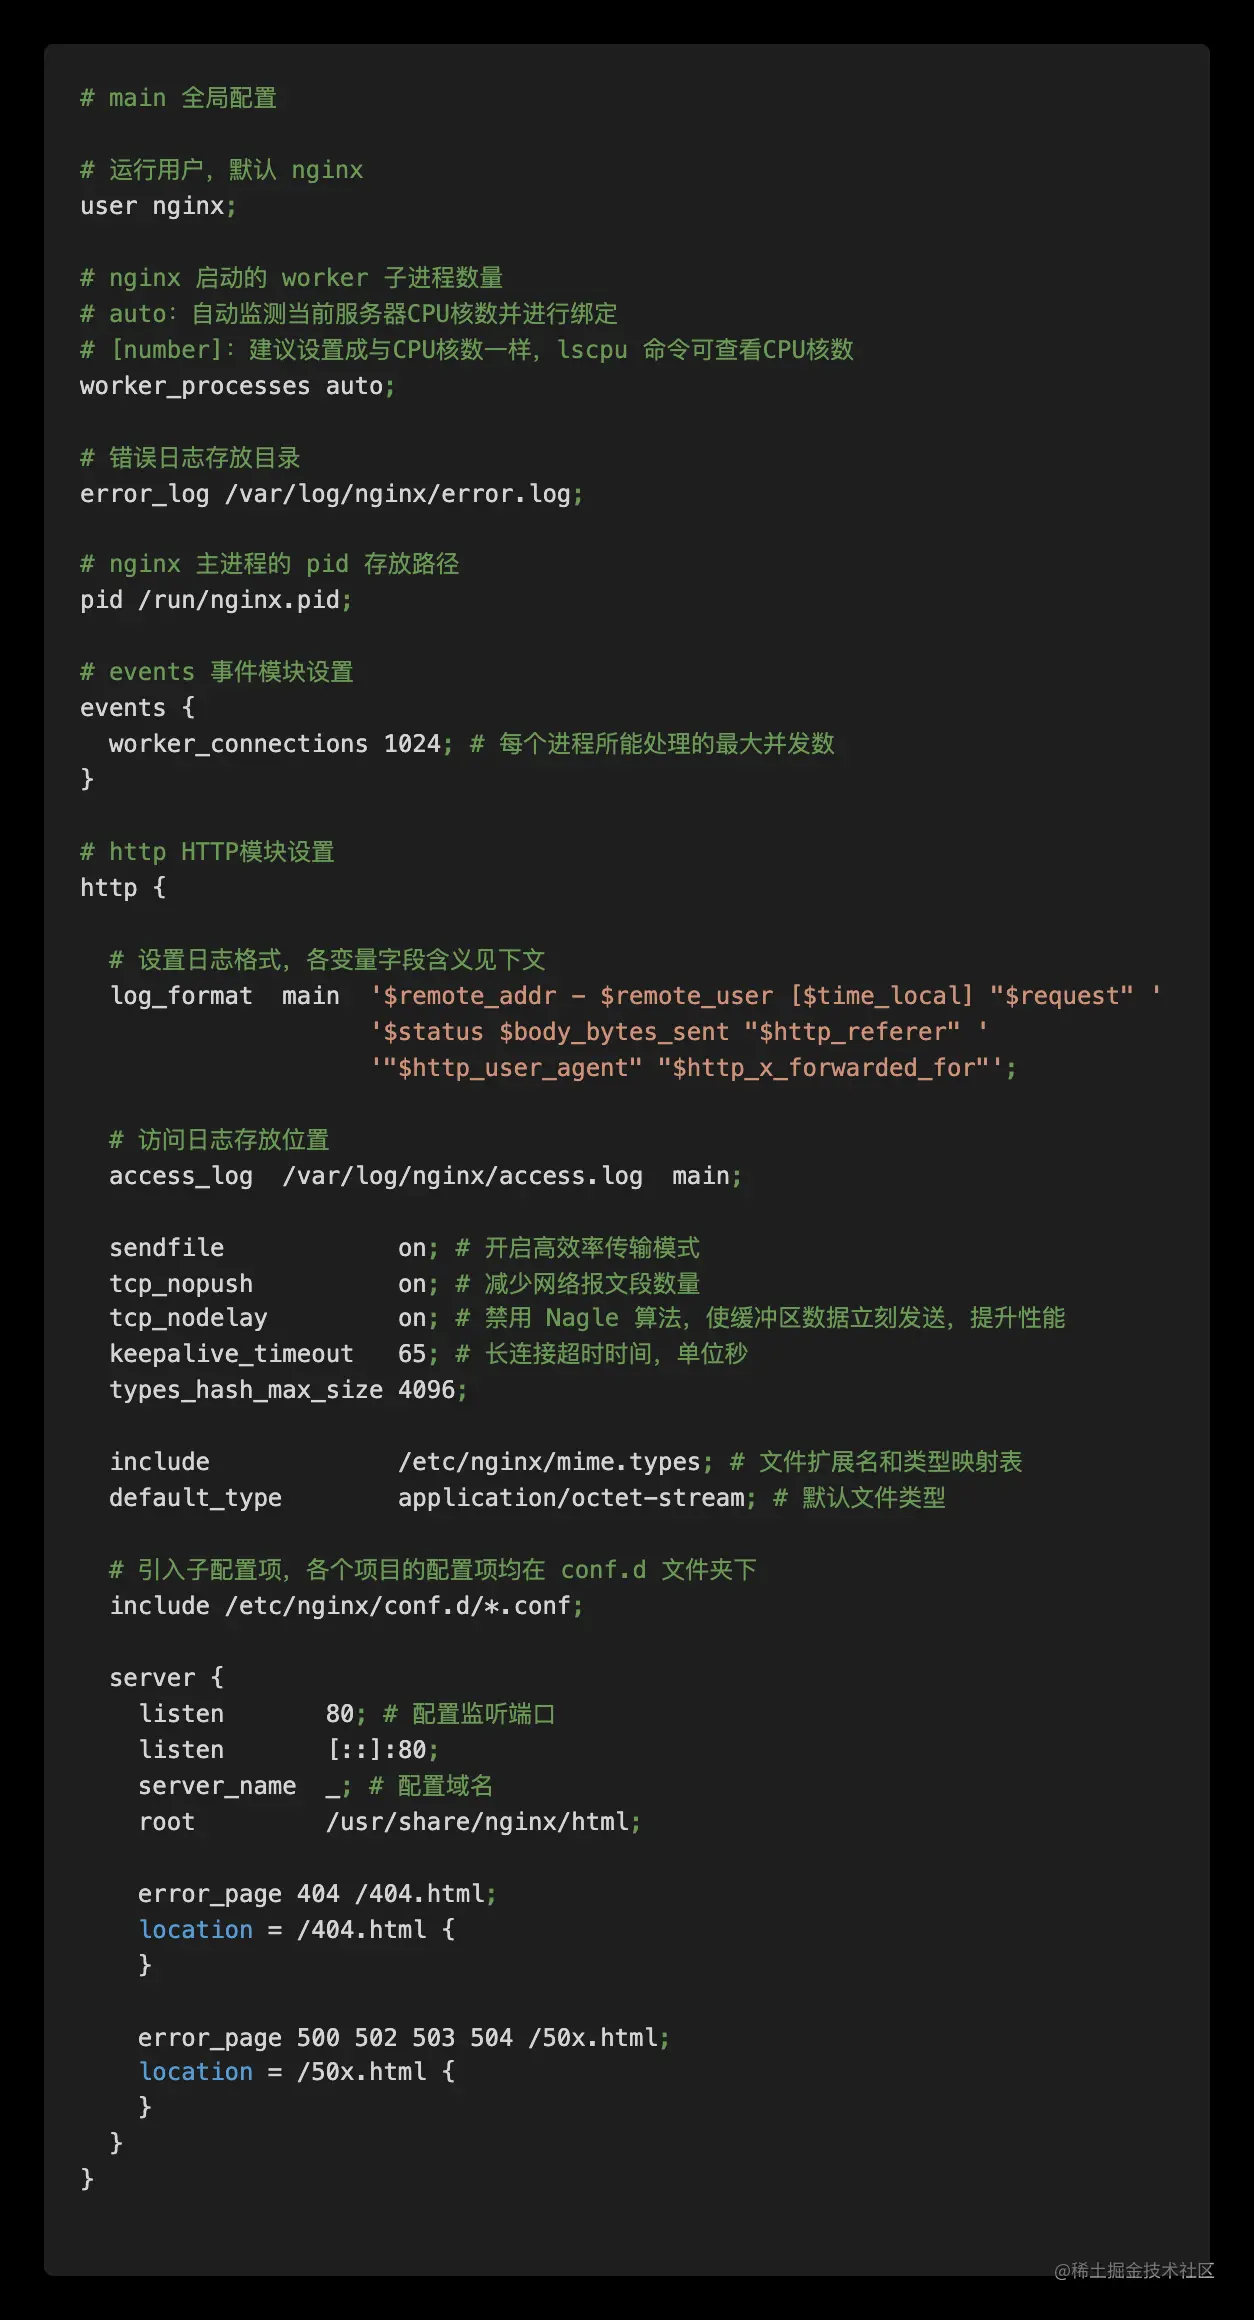 # main 全局配置
# 运行用户，默认 nginx
user nginx;
# nginx 启动的 worker 子进程数量
# auto：自动监测当前服务器CPU核数并进行绑定
# [number]：建议设置成与CPU核数一样，lscpu 命令可查看CPU核数
worker_processes auto;
# 错误日志存放目录
error_log /var/log/nginx/error.log;
# nginx 主进程的 pid 存放路径
pid /run/nginx.pid;
# events 事件模块设置
events {
  worker_connections 1024; # 每个进程所能处理的最大并发数
}
# http HTTP模块设置
http {
  # 设置日志格式，各变量字段含义见下文
  log_format  main  '$remote_addr - $remote_user [$time_local] "$request" '
                    '$status $body_bytes_sent "$http_referer" '
                    '"$http_user_agent" "$http_x_forwarded_for"';
  # 访问日志存放位置
  access_log  /var/log/nginx/access.log  main;
  sendfile            on; # 开启高效率传输模式
  tcp_nopush          on; # 减少网络报文段数量
  tcp_nodelay         on; # 禁用 Nagle 算法，使缓冲区数据立刻发送，提升性能
  keepalive_timeout   65; # 长连接超时时间，单位秒
  types_hash_max_size 4096;
  include             /etc/nginx/mime.types; # 文件扩展名和类型映射表
  default_type        application/octet-stream; # 默认文件类型
  # 引入子配置项，各个项目的配置项均在 conf.d 文件夹下
  include /etc/nginx/conf.d/*.conf;
  server {
    listen       80; # 配置监听端口
    listen       [::]:80;
    server_name  _; # 配置域名
    root         /usr/share/nginx/html;
    error_page 404 /404.html;
    location = /404.html {
    }
    error_page 500 502 503 504 /50x.html;
    location = /50x.html {
    }
  }
}
@稀土掘金技术社区